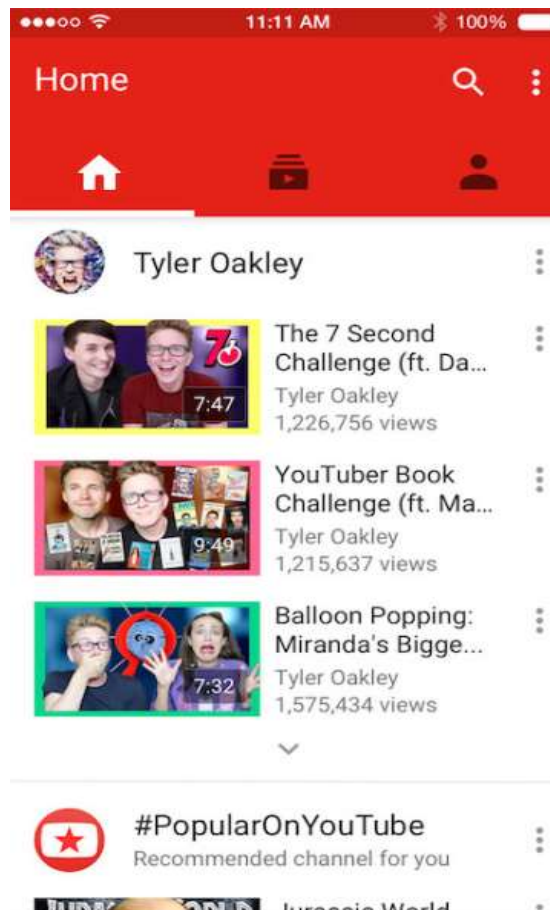 11:11 AM
100%
Home
Tyler Oakley
The 7 Second
Challenge (ft. Da...
Tyler Oakley
1,226,756 views
7:47
YouTuber Book
Challenge (ft. Ma...
Tyler Oakley
1,215,637 views
9:49
Balloon Popping:
Miranda's Bigge...
Tyler Oakley
1,575,434 views
7:32
#PopularOnYouTube
Recommended channel for you
Jurassic World